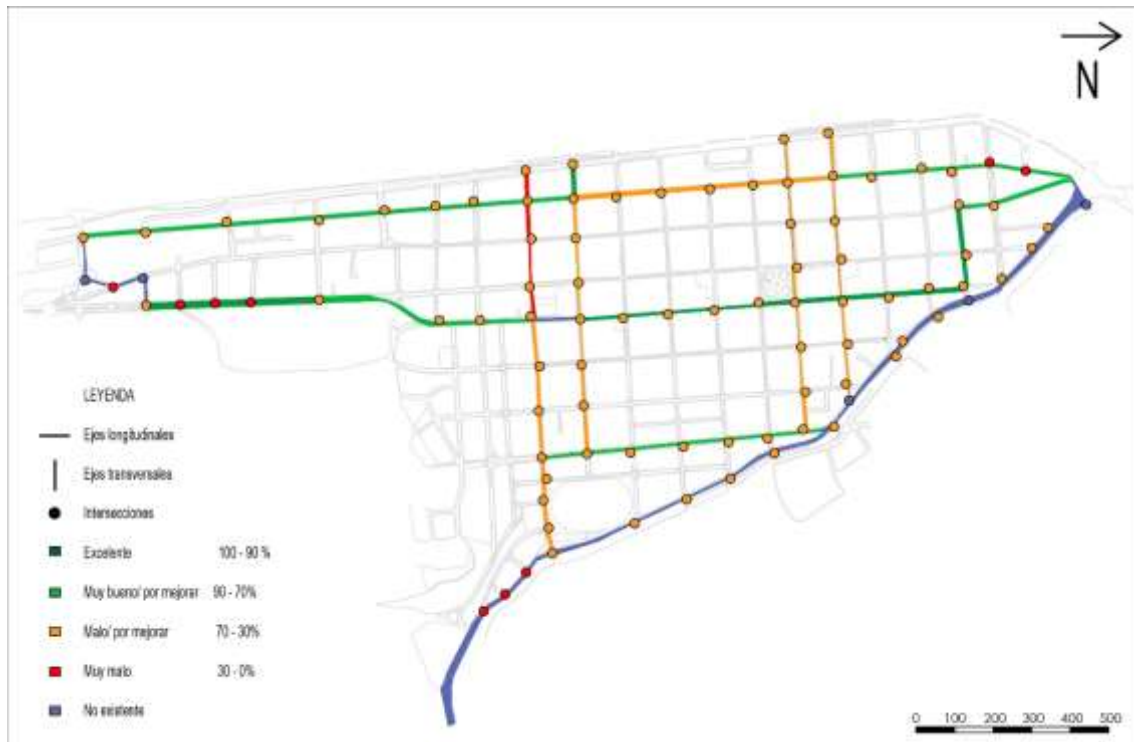 N
LEYENDA
Ejes longitudinales
Ejes transversales
Intersecciones
Excelente 100 - 90 %
Muy bueno/ por mejorar 90 - 70%
Malo/ por mejorar 70 - 30%
Muy malo 30 - 0%
No existente
0 100 200 300 400 500